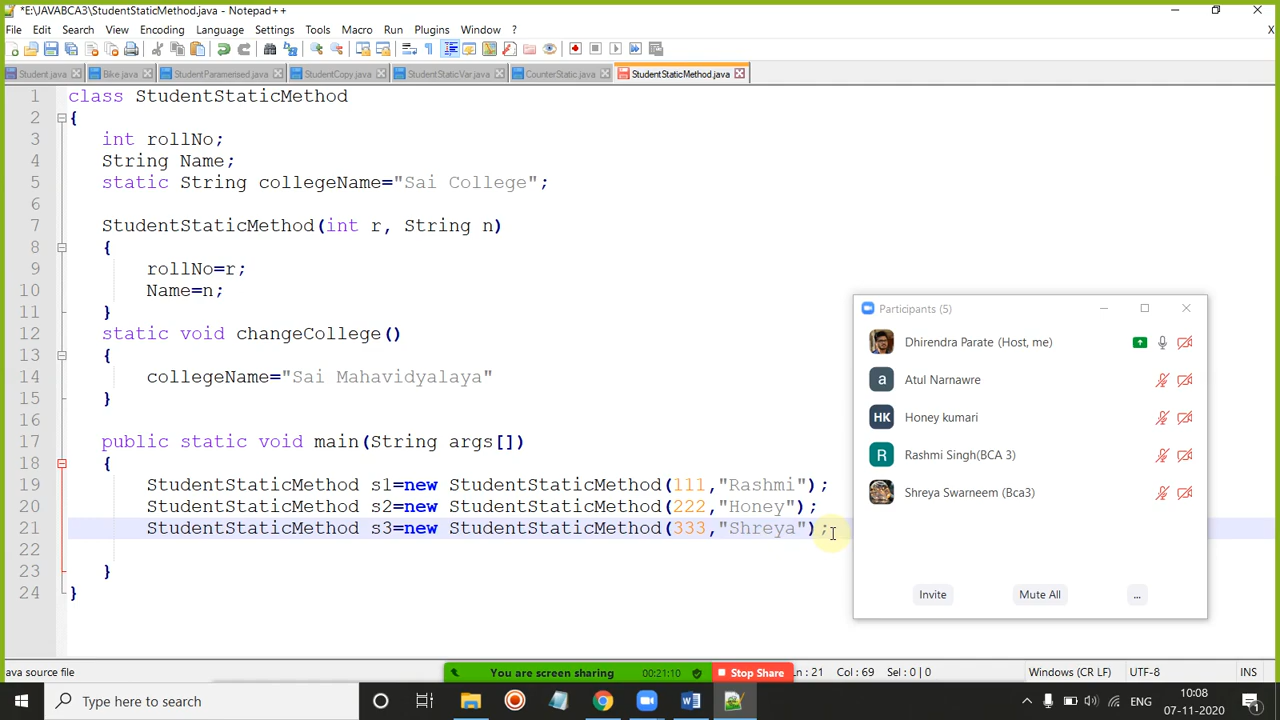 *E:\JAVABCA3\StudentStaticMethod.java - Notepad++
File Edit Search View Encoding Language Settings Tools Macro Run Plugins Window ? X
Student.java Bike.java StudentParamerised.java StudentCopy.java StudentStaticVar.java CounterStatic.java StudentStaticMethod.java
1 class StudentStaticMethod
2 {
3 int rollNo;
4 String Name;
5 static String collegeName="Sai College";
6
7 StudentStaticMethod(int r, String n)
8 {
9 rollNo=r;
10 Name=n;
11 }
12 static void changeCollege()
13 {
14 collegeName="Sai Mahavidyalaya"
15 }
16
17 public static void main(String args[])
18 {
19 StudentStaticMethod s1=new StudentStaticMethod(111,"Rashmi");
20 StudentStaticMethod s2=new StudentStaticMethod(222,"Honey");
21 StudentStaticMethod s3=new StudentStaticMethod(333,"Shreya");
22
23 }
24 }
Participants (5)
Dhirendra Parate (Host, me)
a Atul Narnawre
HK Honey kumari
R Rashmi Singh(BCA 3)
Shreya Swarneem (Bca3)
Invite Mute All ...
ava source file You are screen sharing 00:21:10 Stop Share Ln : 21 Col : 69 Sel : 0 | 0 Windows (CR LF) UTF-8 INS
Type here to search
ENG
10:08
07-11-2020